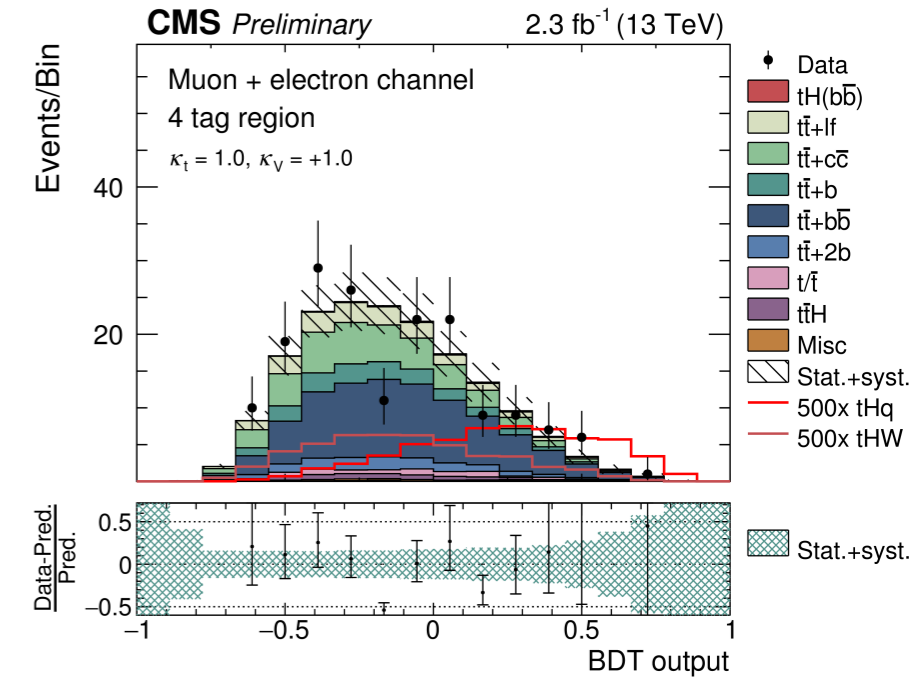 CMS Preliminary 2.3 fb⁻¹ (13 TeV)
Events/Bin
Muon + electron channel
4 tag region
κt = 1.0, κV = +1.0
40
20
Data
tH(bb̅)
tt̅+lf
tt̅+cc̅
tt̅+b
tt̅+bb̅
tt̅+2b
t/t̅
tt̅H
Misc
Stat.+syst.
500x tHq
500x tHW
Data-Pred.
Pred.
0.5
0
−0.5
Stat.+syst.
−1 −0.5 0 0.5 1
BDT output